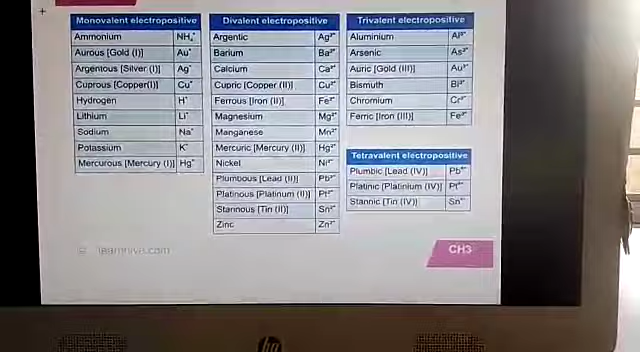 Monovalent electropositive
Ammonium NH₄⁺
Aurous [Gold (I)] Au⁺
Argentous [Silver (I)] Ag⁺
Cuprous [Copper(I)] Cu⁺
Hydrogen H⁺
Lithium Li⁺
Sodium Na⁺
Potassium K⁺
Mercurous [Mercury (I)] Hg⁺
Divalent electropositive
Argentic Ag²⁺
Barium Ba²⁺
Calcium Ca²⁺
Cupric [Copper (II)] Cu²⁺
Ferrous [Iron (II)] Fe²⁺
Magnesium Mg²⁺
Manganese Mn²⁺
Mercuric [Mercury (II)] Hg²⁺
Nickel Ni²⁺
Plumbous [Lead (II)] Pb²⁺
Platinous [Platinum (II)] Pt²⁺
Stannous [Tin (II)] Sn²⁺
Zinc Zn²⁺
Trivalent electropositive
Aluminium Al³⁺
Arsenic As³⁺
Auric [Gold (III)] Au³⁺
Bismuth Bi³⁺
Chromium Cr³⁺
Ferric [Iron (III)] Fe³⁺
Tetravalent electropositive
Plumbic [Lead (IV)] Pb⁴⁺
Platinic [Platinium (IV)] Pt⁴⁺
Stannic [Tin (IV)] Sn⁴⁺
© learnhive.com
CH3
hp